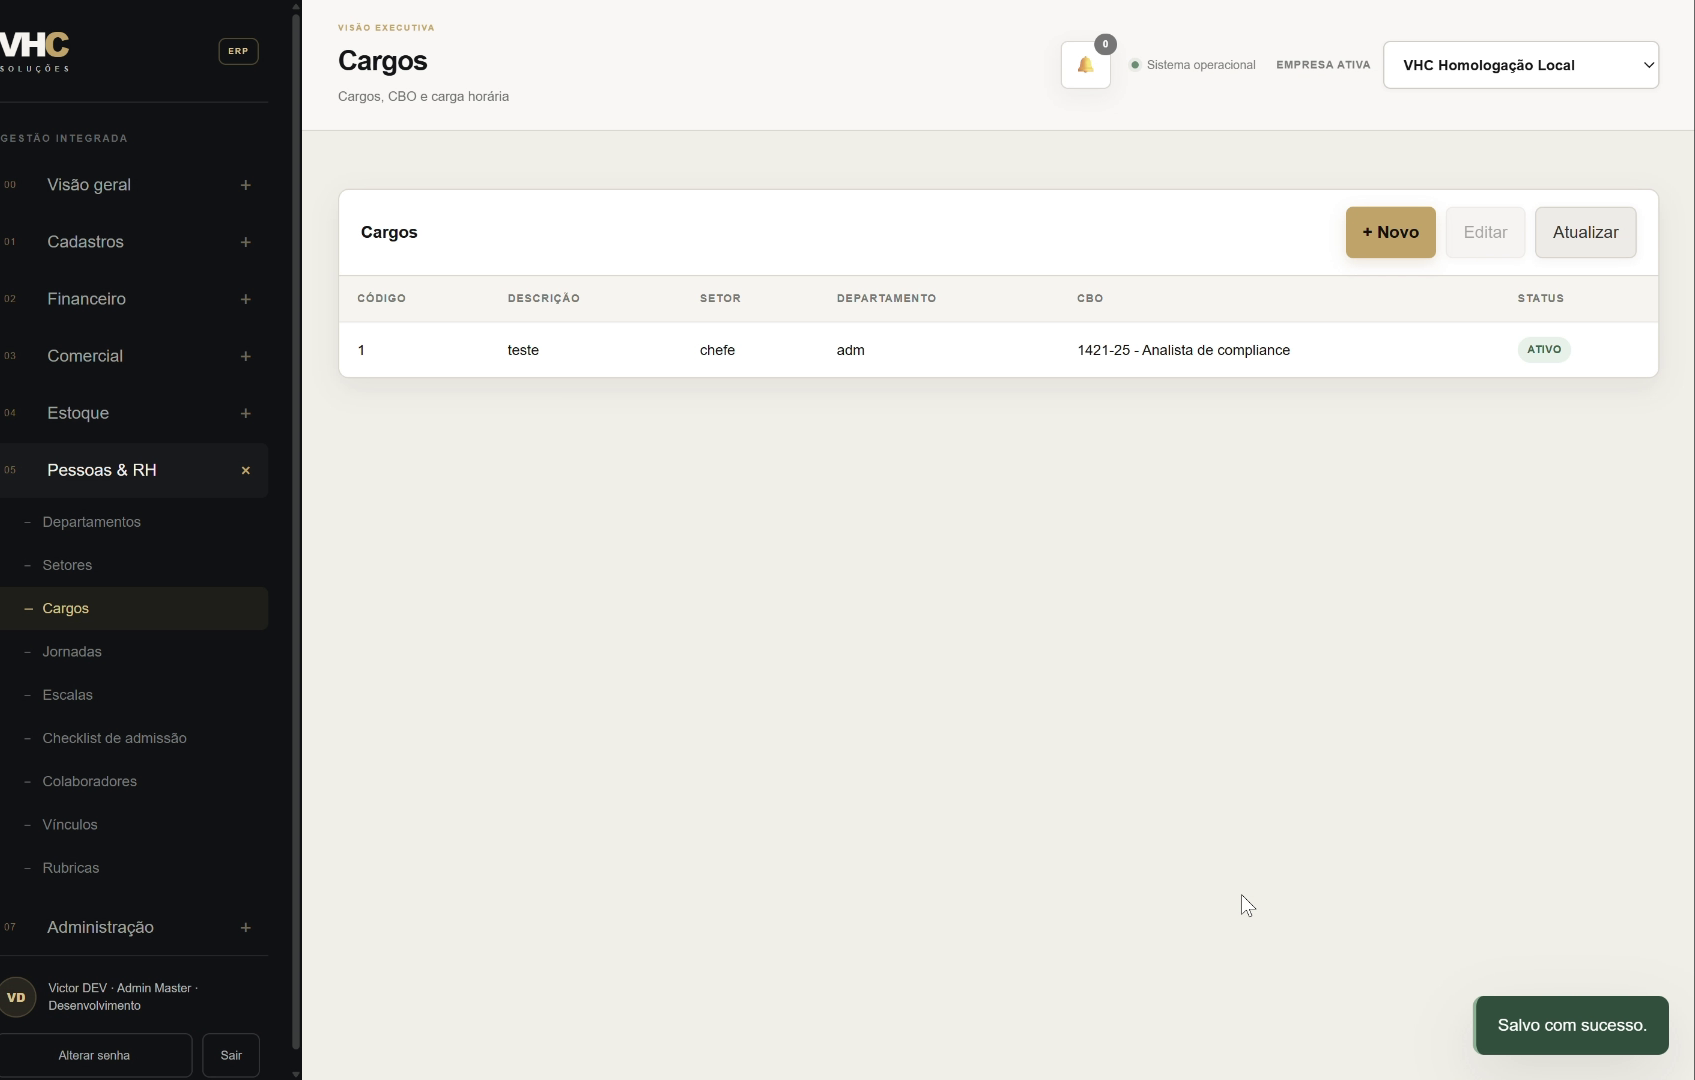 VHC
SOLUÇÕES
ERP
GESTÃO INTEGRADA
00 Visão geral +
01 Cadastros +
02 Financeiro +
03 Comercial +
04 Estoque +
05 Pessoas & RH ×
– Departamentos
– Setores
– Cargos
– Jornadas
– Escalas
– Checklist de admissão
– Colaboradores
– Vínculos
– Rubricas
07 Administração +
VD
Victor DEV · Admin Master ·
Desenvolvimento
Alterar senha
Sair
VISÃO EXECUTIVA
Cargos
Cargos, CBO e carga horária
0
Sistema operacional
EMPRESA ATIVA
VHC Homologação Local
Cargos
+ Novo
Editar
Atualizar
CÓDIGO DESCRIÇÃO SETOR DEPARTAMENTO CBO STATUS
1 teste chefe adm 1421-25 - Analista de compliance ATIVO
Salvo com sucesso.